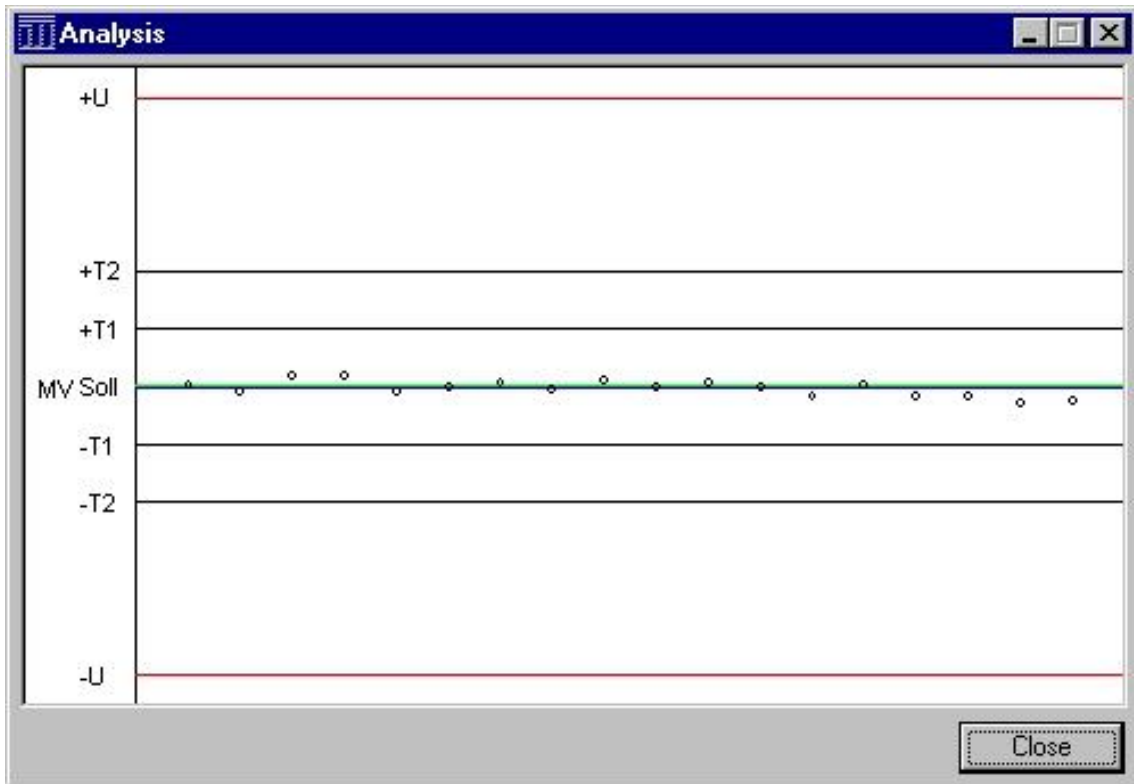 Analysis
+U
+T2
+T1
MV Soll
-T1
-T2
-U
Close